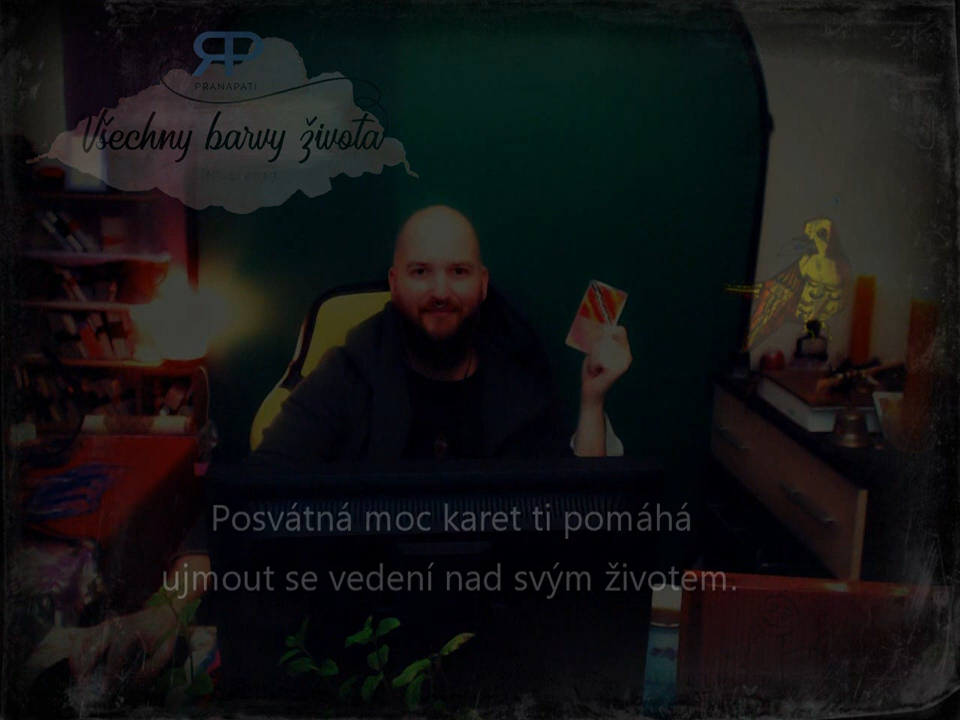 PRANAPATI
Všechny barvy života
Posvátná moc karet ti pomáhá
ujmout se vedení nad svým životem.